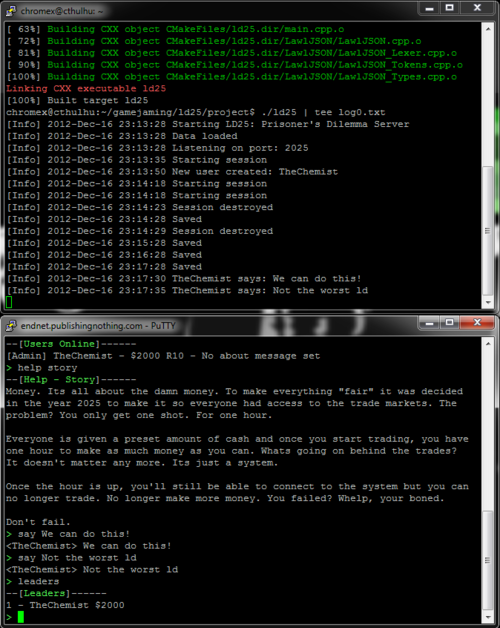 chromex@cthulhu: ~
[ 63%] Building CXX object CMakeFiles/ld25.dir/main.cpp.o
[ 72%] Building CXX object CMakeFiles/ld25.dir/LawlJSON/LawlJSON.cpp.o
[ 81%] Building CXX object CMakeFiles/ld25.dir/LawlJSON/LawlJSON_Lexer.cpp.o
[ 90%] Building CXX object CMakeFiles/ld25.dir/LawlJSON/LawlJSON_Tokens.cpp.o
[100%] Building CXX object CMakeFiles/ld25.dir/LawlJSON/LawlJSON_Types.cpp.o
Linking CXX executable ld25
[100%] Built target ld25
chromex@cthulhu:~/gamejaming/ld25/project$ ./ld25 | tee log0.txt
[Info] 2012-Dec-16 23:13:28 Starting LD25: Prisoner's Dilemma Server
[Info] 2012-Dec-16 23:13:28 Data loaded
[Info] 2012-Dec-16 23:13:28 Listening on port: 2025
[Info] 2012-Dec-16 23:13:35 Starting session
[Info] 2012-Dec-16 23:13:50 New user created: TheChemist
[Info] 2012-Dec-16 23:14:18 Starting session
[Info] 2012-Dec-16 23:14:18 Starting session
[Info] 2012-Dec-16 23:14:23 Session destroyed
[Info] 2012-Dec-16 23:14:28 Saved
[Info] 2012-Dec-16 23:14:29 Session destroyed
[Info] 2012-Dec-16 23:15:28 Saved
[Info] 2012-Dec-16 23:16:28 Saved
[Info] 2012-Dec-16 23:17:28 Saved
[Info] 2012-Dec-16 23:17:30 TheChemist says: We can do this!
[Info] 2012-Dec-16 23:17:35 TheChemist says: Not the worst ld
endnet.publishingnothing.com - PuTTY
--[Users Online]------
[Admin] TheChemist - $2000 R10 - No about message set
> help story
--[Help - Story]------
Money. Its all about the damn money. To make everything "fair" it was decided
in the year 2025 to make it so everyone had access to the trade markets. The
problem? You only get one shot. For one hour.
Everyone is given a preset amount of cash and once you start trading, you have
one hour to make as much money as you can. Whats going on behind the trades?
It doesn't matter any more. Its just a system.
Once the hour is up, you'll still be able to connect to the system but you can
no longer trade. No longer make more money. You failed? Whelp, your boned.
Don't fail.
> say We can do this!
<TheChemist> We can do this!
> say Not the worst ld
<TheChemist> Not the worst ld
> leaders
--[Leaders]------
1 - TheChemist $2000
>